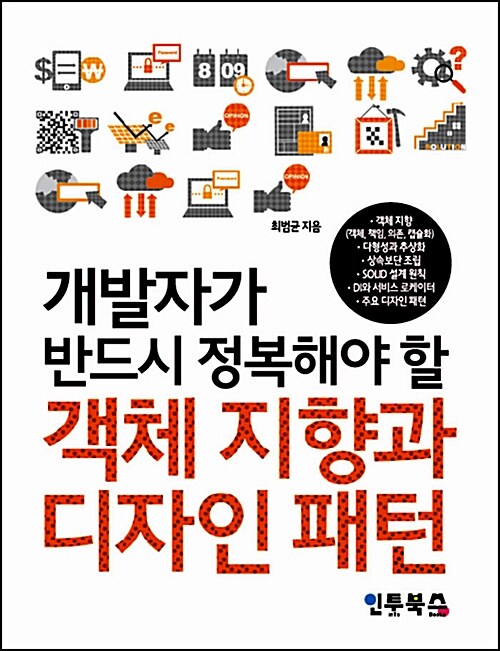 $ ₩
Password
8 09
?
e e
OPINION
OUTCR
Password
OPINION
최범균 지음
· 객체 지향
(객체, 책임, 의존, 캡슐화)
· 다형성과 추상화
· 상속보단 조립
· SOLID 설계 원칙
· DI와 서비스 로케이터
· 주요 디자인 패턴
개발자가
반드시 정복해야 할
객체 지향과
디자인 패턴
인투북스
into Books